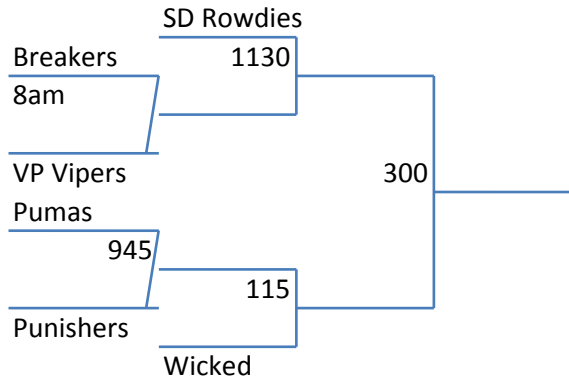 SD Rowdies
Breakers
1130
8am
VP Vipers
300
Pumas
945
115
Punishers
Wicked